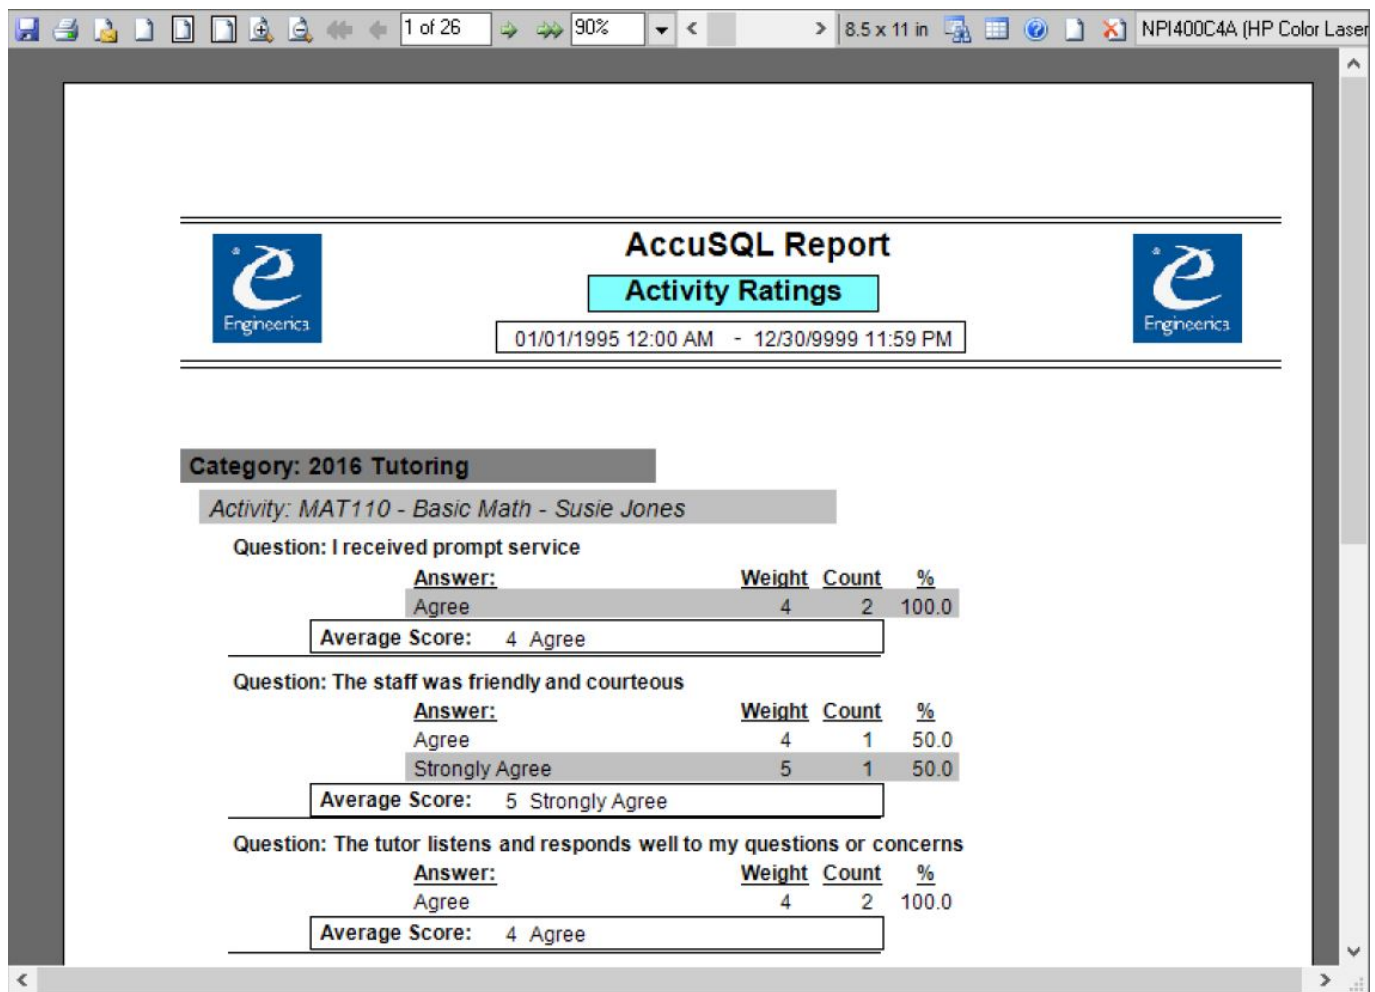 1 of 26 90% 8.5 x 11 in NPI400C4A (HP Color Laser
AccuSQL Report
Engineerica Activity Ratings Engineerica
01/01/1995 12:00 AM - 12/30/9999 11:59 PM
Category: 2016 Tutoring
Activity: MAT110 - Basic Math - Susie Jones
Question: I received prompt service
Answer: Weight Count %
Agree 4 2 100.0
Average Score: 4 Agree
Question: The staff was friendly and courteous
Answer: Weight Count %
Agree 4 1 50.0
Strongly Agree 5 1 50.0
Average Score: 5 Strongly Agree
Question: The tutor listens and responds well to my questions or concerns
Answer: Weight Count %
Agree 4 2 100.0
Average Score: 4 Agree